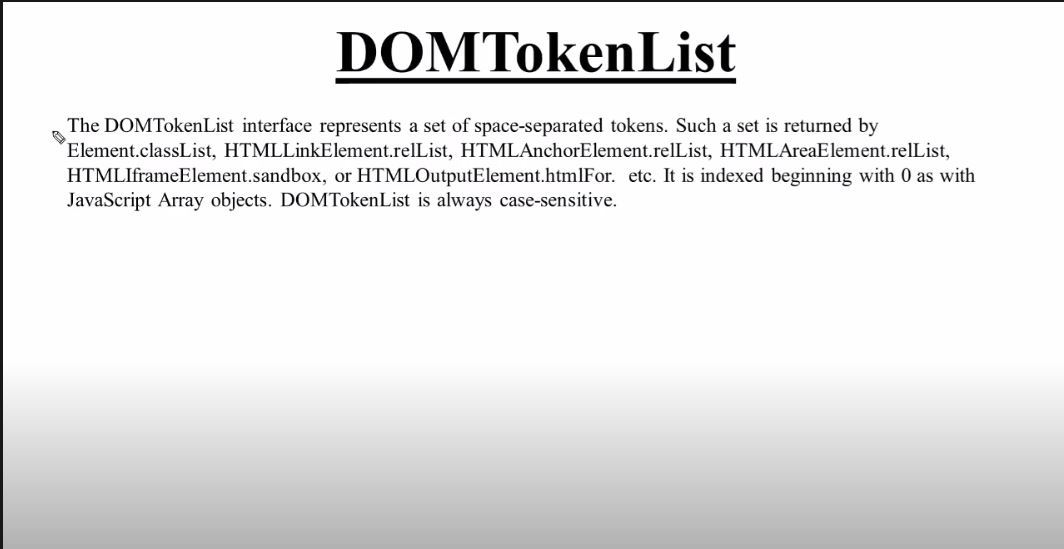 DOMTokenList
The DOMTokenList interface represents a set of space-separated tokens. Such a set is returned by
Element.classList, HTMLLinkElement.relList, HTMLAnchorElement.relList, HTMLAreaElement.relList,
HTMLIframeElement.sandbox, or HTMLOutputElement.htmlFor. etc. It is indexed beginning with 0 as with
JavaScript Array objects. DOMTokenList is always case-sensitive.